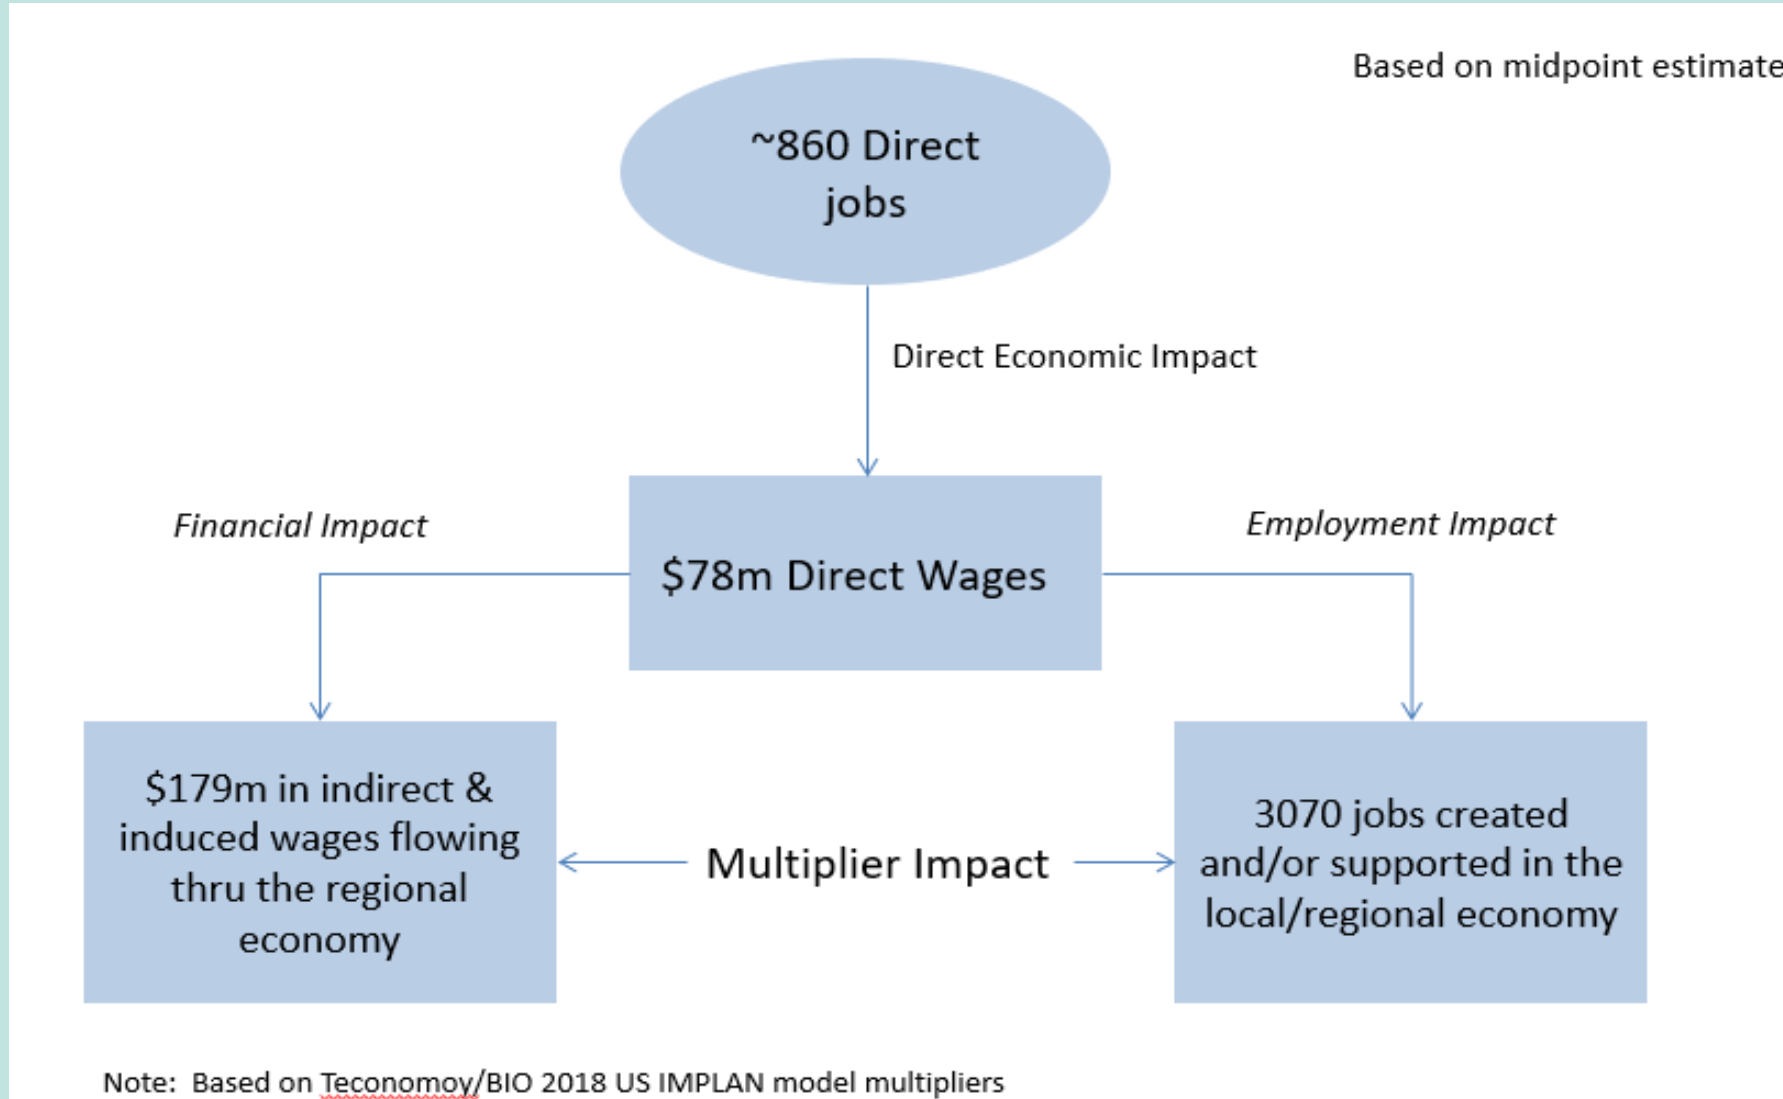 Based on midpoint estimate
~860 Direct
jobs
Direct Economic Impact
Financial Impact
Employment Impact
$78m Direct Wages
$179m in indirect &
induced wages flowing
thru the regional
economy
Multiplier Impact
3070 jobs created
and/or supported in the
local/regional economy
Note:  Based on Teconomoy/BIO 2018 US IMPLAN model multipliers